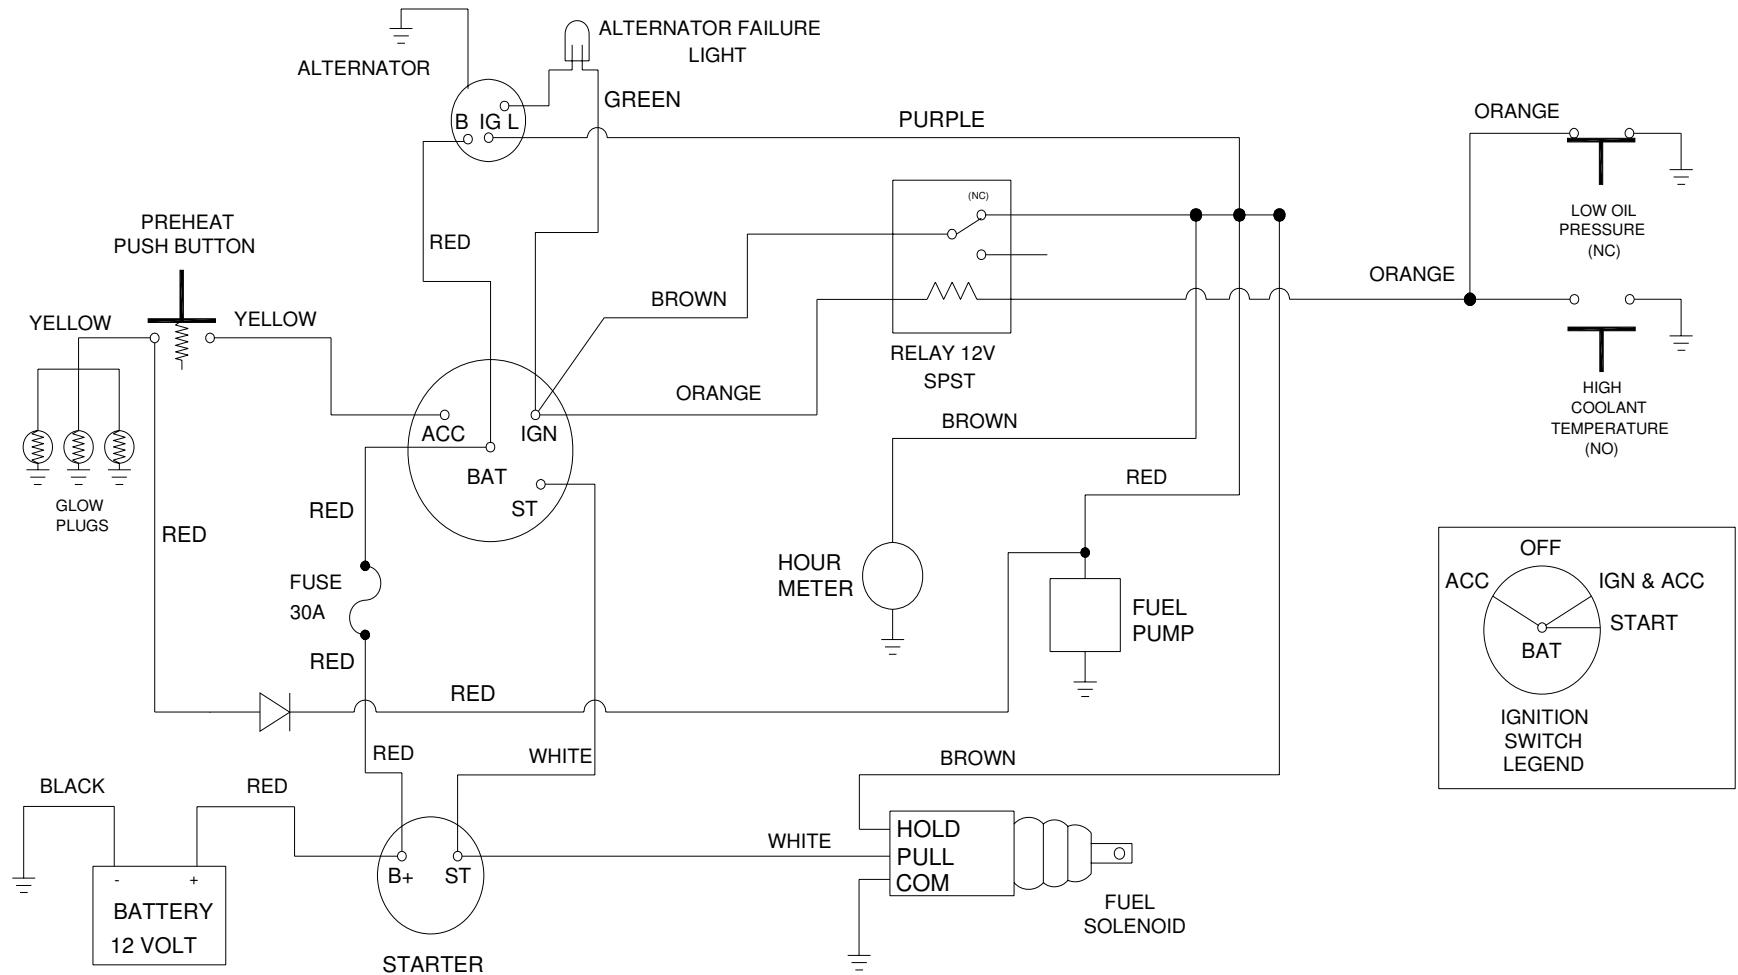 ALTERNATOR FAILURE
LIGHT
ALTERNATOR
GREEN
B IG L
PURPLE
ORANGE
(NC)
LOW OIL
PRESSURE
(NC)
PREHEAT
PUSH BUTTON
RED
ORANGE
BROWN
YELLOW
YELLOW
RELAY 12V
SPST
ORANGE
HIGH
COOLANT
TEMPERATURE
(NO)
ACC
IGN
BROWN
BAT
RED
ST
GLOW
PLUGS
RED
RED
FUSE
30A
HOUR
METER
FUEL
PUMP
OFF
ACC
IGN & ACC
START
BAT
IGNITION
SWITCH
LEGEND
RED
RED
RED
WHITE
BROWN
BLACK
RED
WHITE
HOLD
PULL
COM
- +
BATTERY
12 VOLT
B+
ST
FUEL
SOLENOID
STARTER